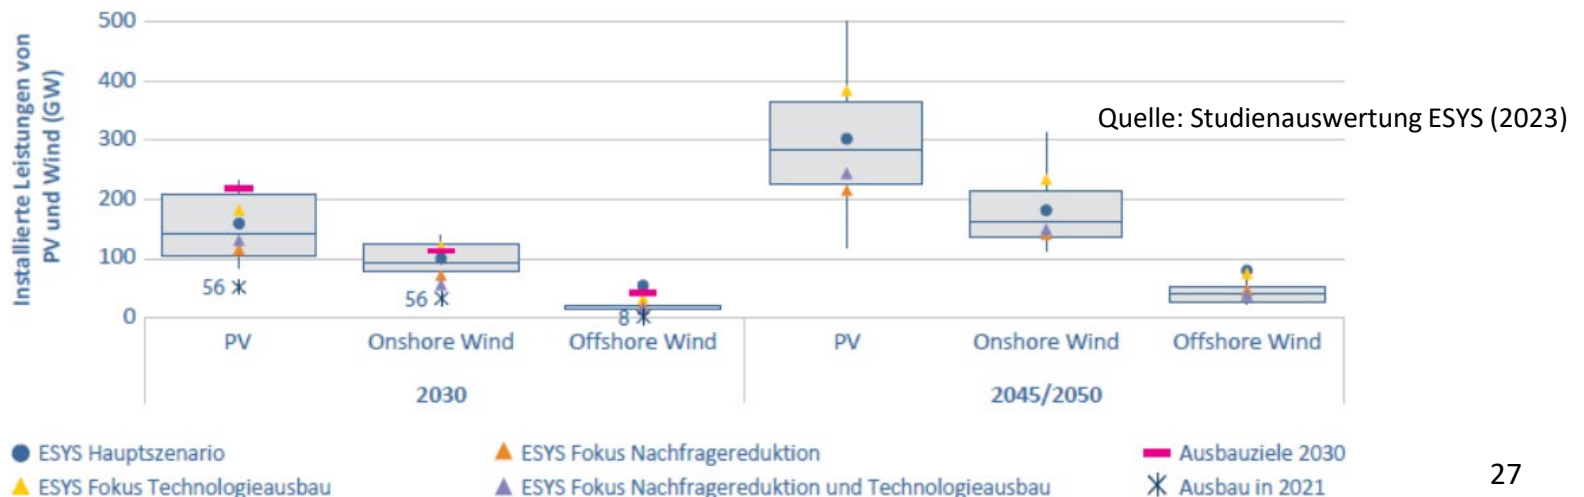 Installierte Leistungen von
PV und Wind (GW)
500
400
300
200
100
0
56
56
8
Quelle: Studienauswertung ESYS (2023)
PV
Onshore Wind
Offshore Wind
PV
Onshore Wind
Offshore Wind
2030
2045/2050
ESYS Hauptszenario
ESYS Fokus Nachfragereduktion
Ausbauziele 2030
ESYS Fokus Technologieausbau
ESYS Fokus Nachfragereduktion und Technologieausbau
Ausbau in 2021
27